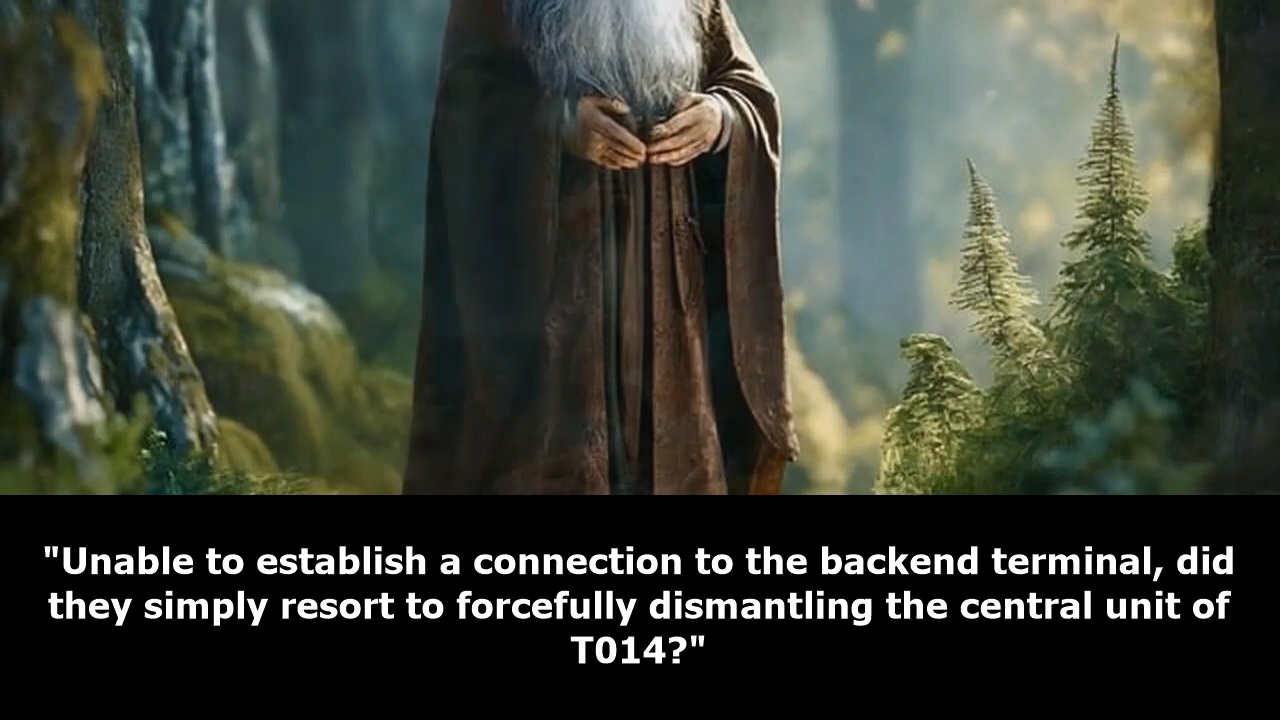 "Unable to establish a connection to the backend terminal, did
they simply resort to forcefully dismantling the central unit of
T014?"